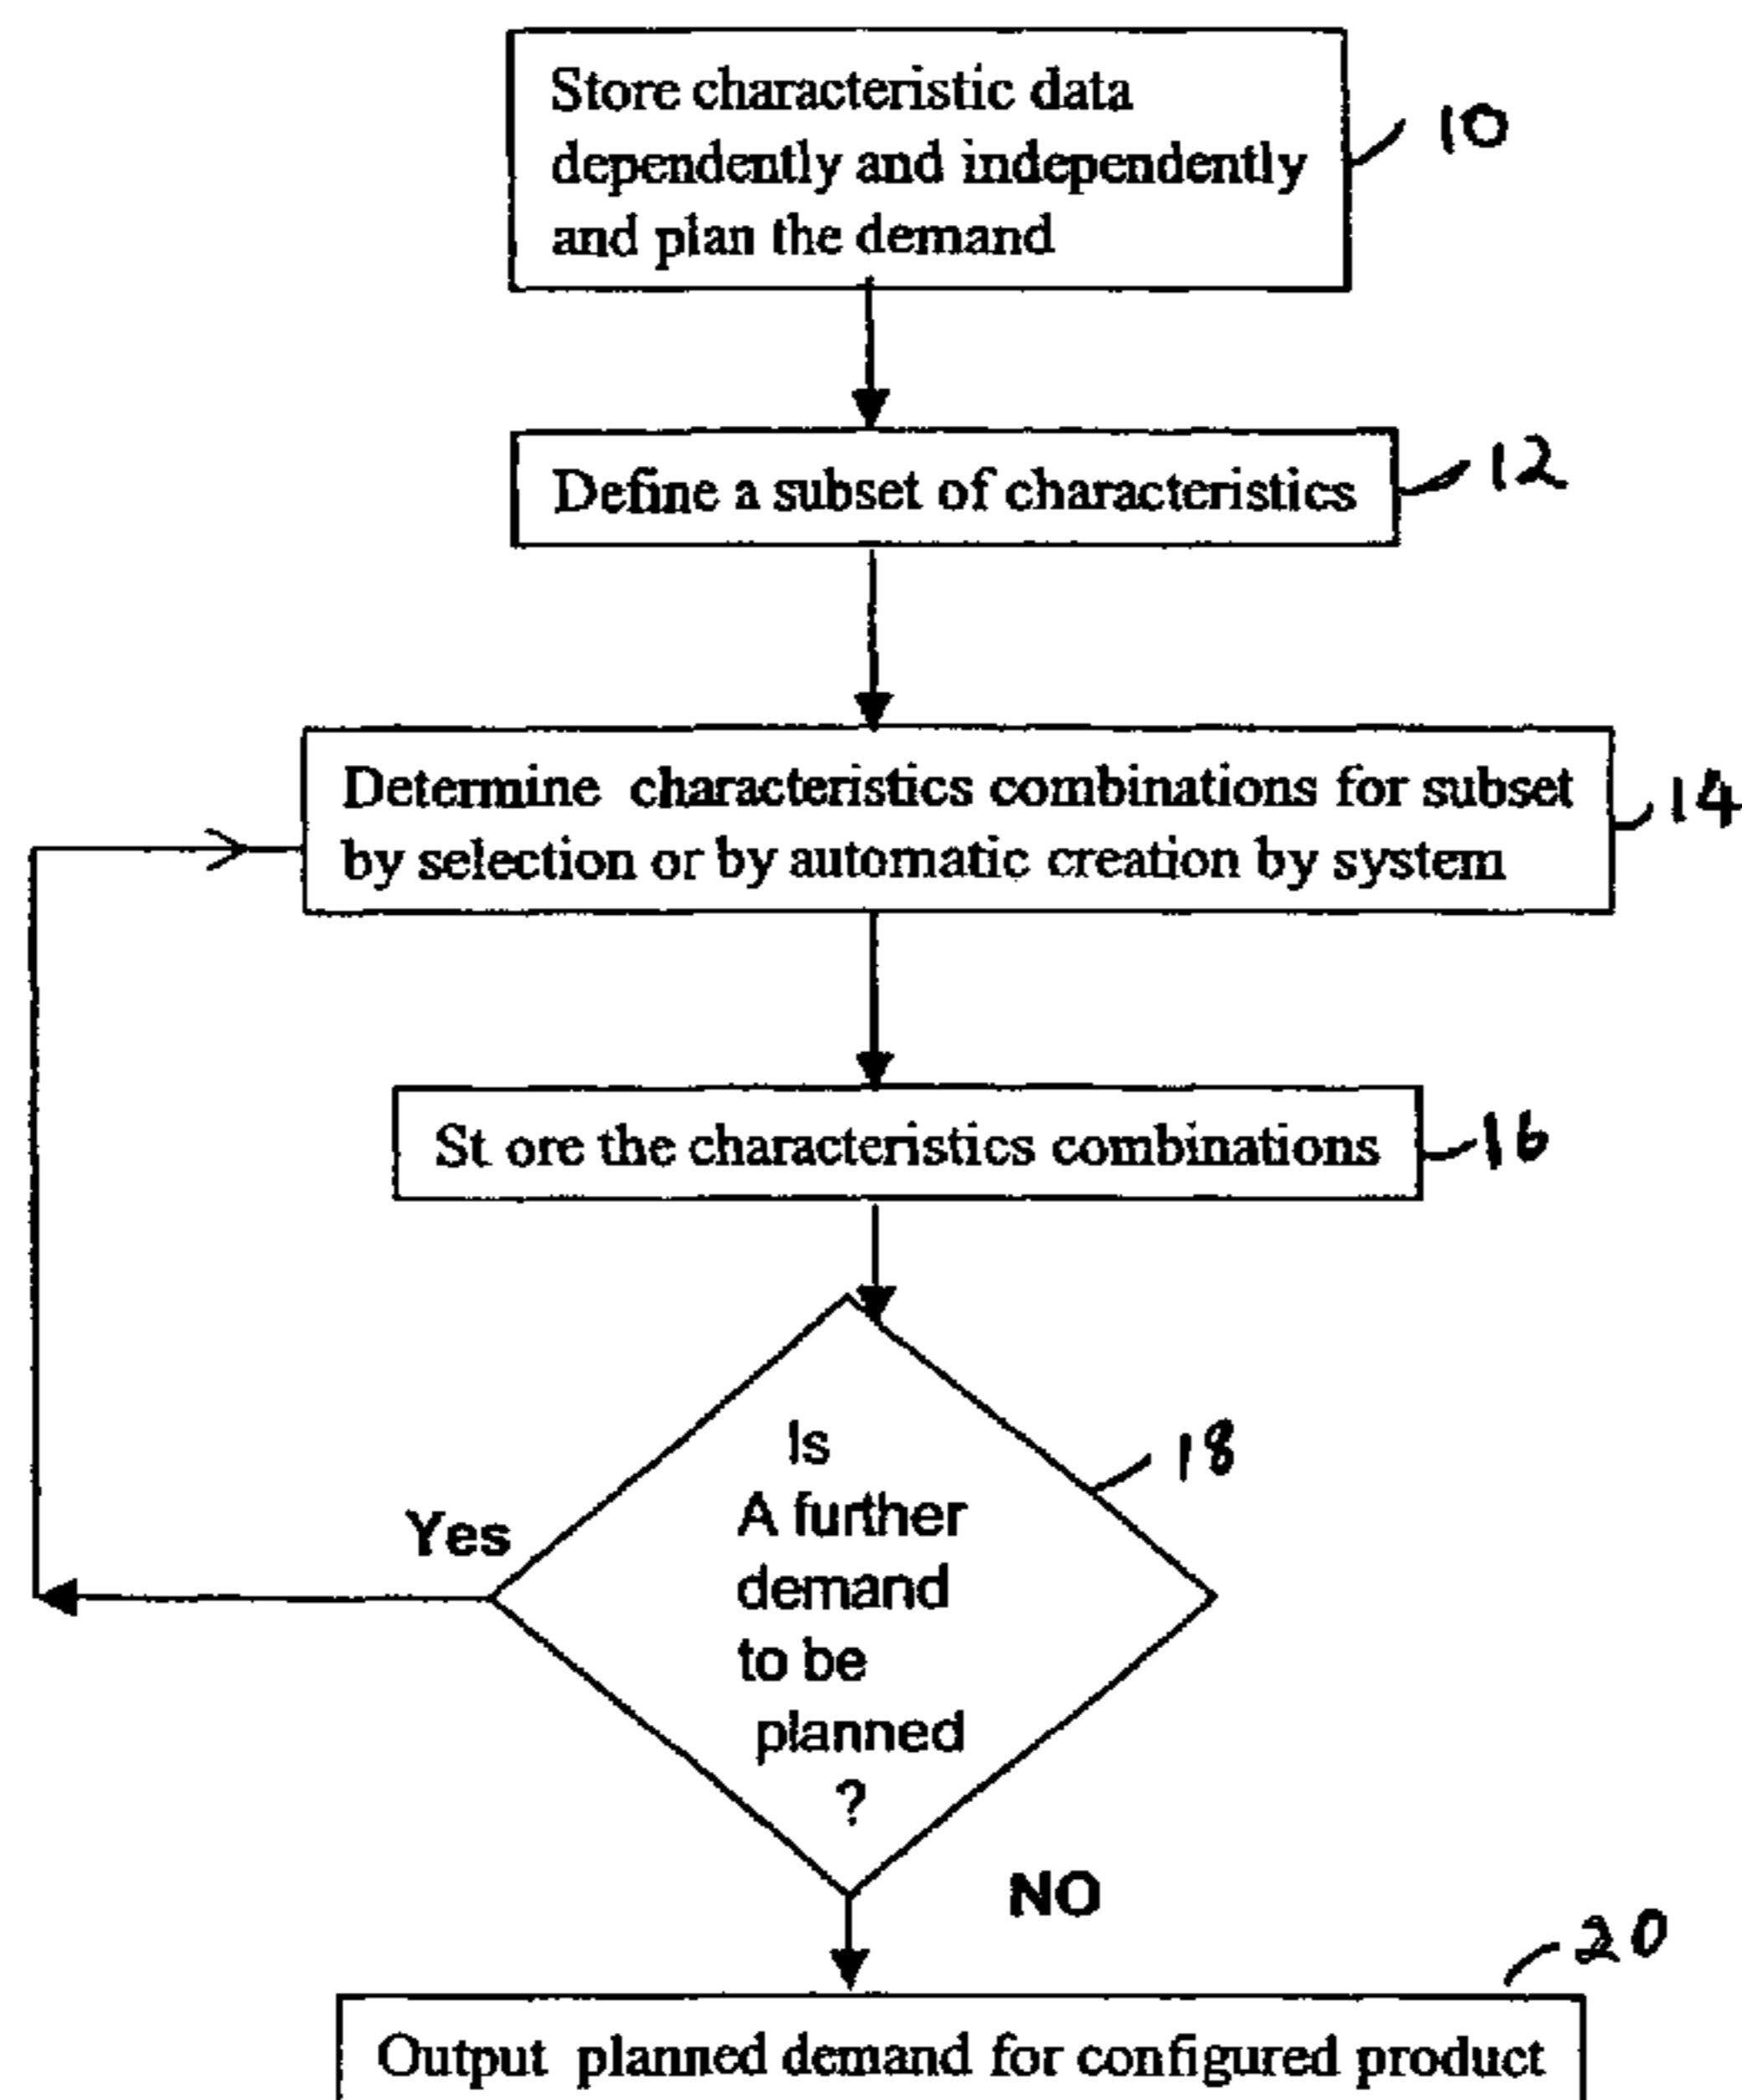 Store characteristic data
dependently and independently
and plan the demand
10
Define a subset of characteristics
12
Determine characteristics combinations for subset
by selection or by automatic creation by system
14
St ore the characteristics combinations
16
Is
A further
demand
to be
planned
?
18
Yes
NO
20
Output planned demand for configured product